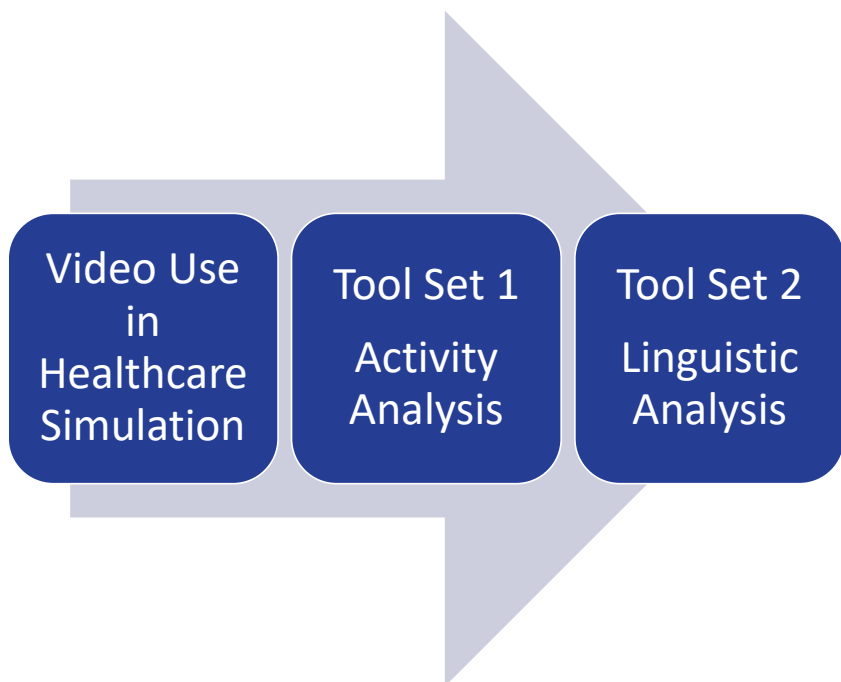 Video Use
in
Healthcare
Simulation
Tool Set 1
Activity
Analysis
Tool Set 2
Linguistic
Analysis